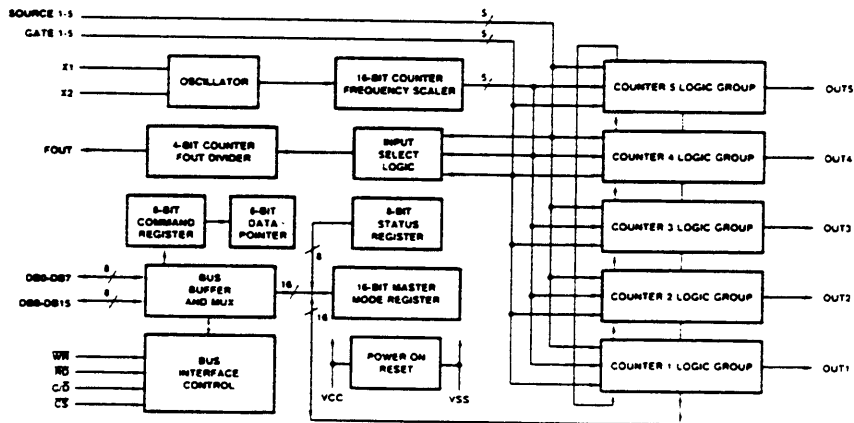 SOURCE 1-5
GATE 1-5
5
5
X1
X2
OSCILLATOR
16-BIT COUNTER
FREQUENCY SCALER
5
COUNTER 5 LOGIC GROUP
OUT5
FOUT
4-BIT COUNTER
FOUT DIVIDER
INPUT
SELECT
LOGIC
COUNTER 4 LOGIC GROUP
OUT4
8-BIT
COMMAND
REGISTER
6-BIT
DATA-
POINTER
8-BIT
STATUS
REGISTER
8
COUNTER 3 LOGIC GROUP
OUT3
DB0-DB7
8
DB8-DB15
8
BUS
BUFFER
AND MUX
16
16-BIT MASTER
MODE REGISTER
16
COUNTER 2 LOGIC GROUP
OUT2
WR
RD
C/D
CS
BUS
INTERFACE
CONTROL
POWER ON
RESET
VCC
VSS
COUNTER 1 LOGIC GROUP
OUT1